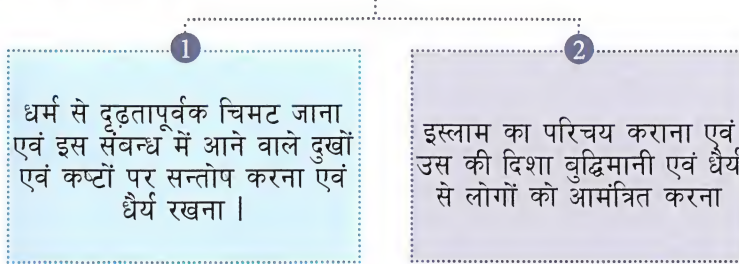 1
धर्म से दृढ़तापूर्वक चिमट जाना
एवं इस संबन्ध में आने वाले दुखों
एवं कष्टों पर सन्तोष करना एवं
धैर्य रखना |
2
इस्लाम का परिचय कराना एवं
उस की दिशा बुद्धिमानी एवं धैर्य
से लोगों को आमंत्रित करना